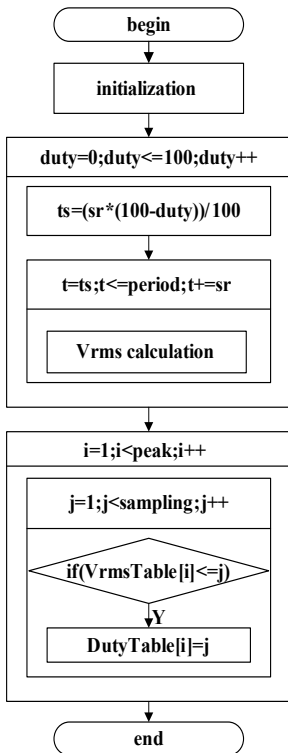 begin
initialization
duty=0;duty<=100;duty++
ts=(sr*(100-duty))/100
t=ts;t<=period;t+=sr
Vrms calculation
i=1;i<peak;i++
j=1;j<sampling;j++
if(VrmsTable[i]<=j)
Y
DutyTable[i]=j
end